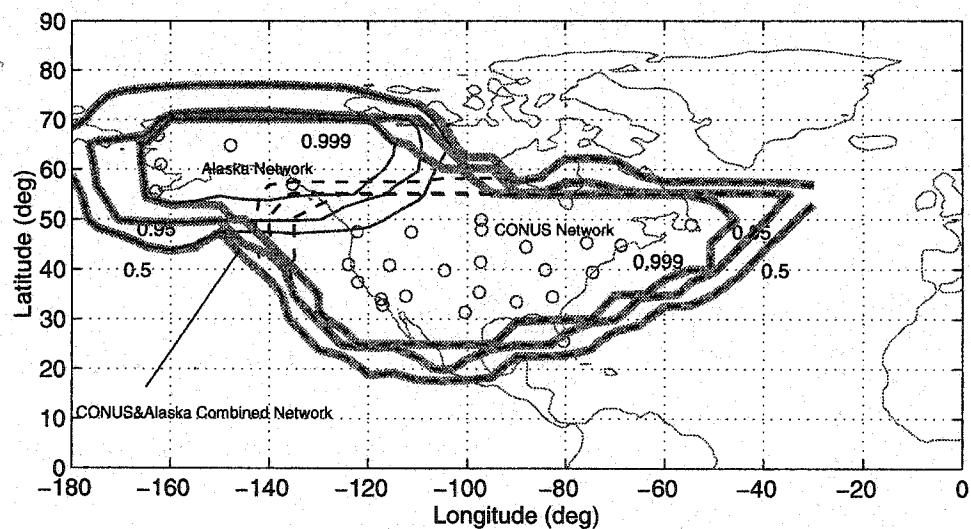 90
80
70
60
50
40
30
20
10
0
Latitude (deg)
0.999
Alaska Network
0.95
0.5
CONUS Network
0.95
0.999
0.5
CONUS&Alaska Combined Network
−180 −160 −140 −120 −100 −80 −60 −40 −20 0
Longitude (deg)